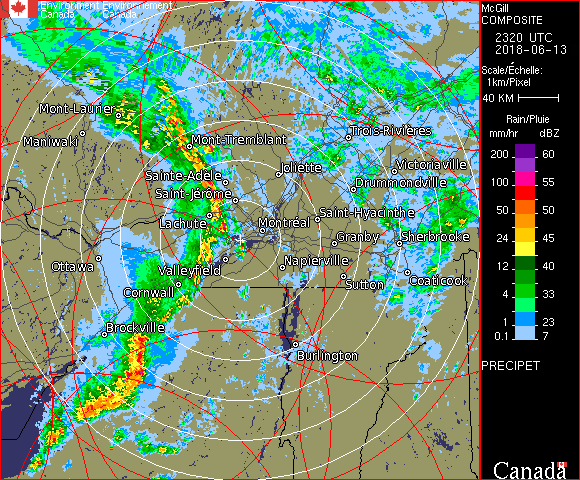 Environment Environnement
Canada Canada
McGill
COMPOSITE
2320 UTC
2018-06-13
Scale/Échelle:
1km/Pixel
40 KM
Rain/Pluie
mm/hr dBZ
200 60
100 55
50 50
24 45
12 40
4 33
1 23
0.1 7
PRECIPET
Canada
Mont-Laurier
Maniwaki
Mont-Tremblant
Trois-Rivières
Joliette
Victoriaville
Sainte-Adèle
Drummondville
Saint-Jérôme
Saint-Hyacinthe
Lachute
Montréal
Granby
Sherbrooke
Ottawa
Valleyfield
Napierville
Sutton
Coaticook
Cornwall
Brockville
Burlington